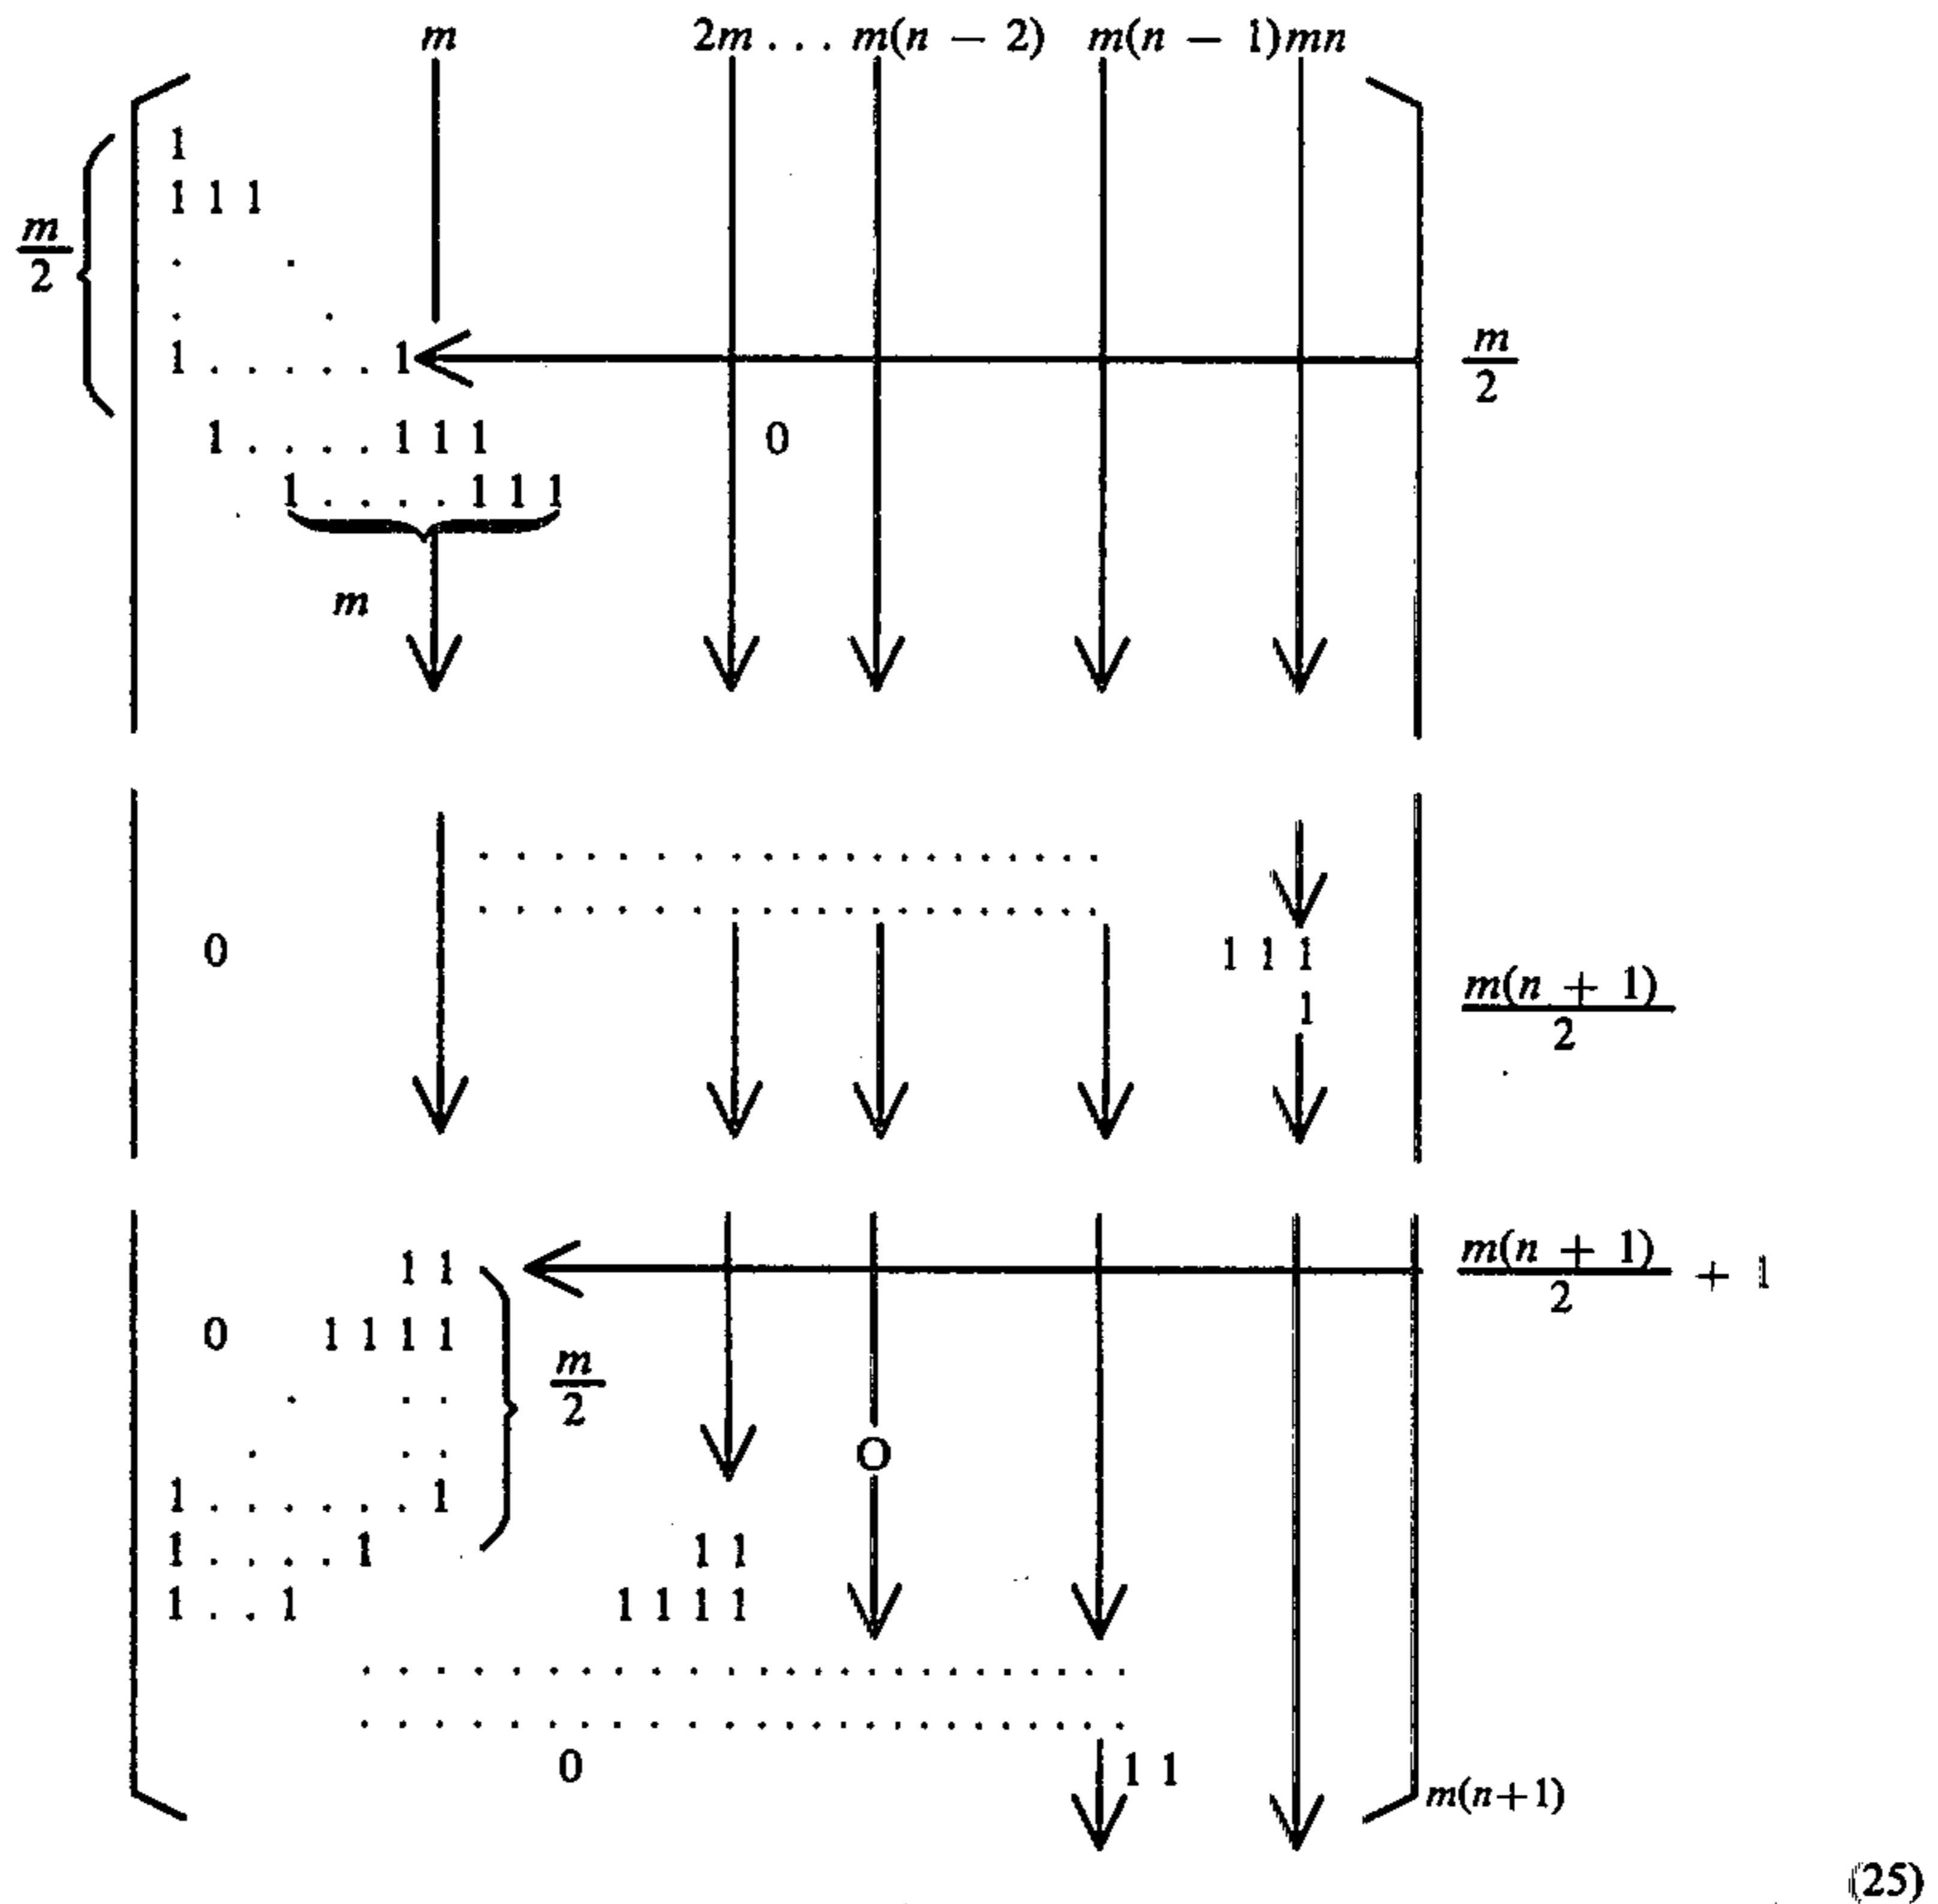 m 2m . . . m(n − 2) m(n − 1)mn
1
1 1 1
m/2
. .
. .
1 . . . . . 1 m/2
1 . . . . 1 1 1 0
1 . . . . . 1 1 1
m
. . . . . . . . . . . . . . . . . .
. . . . . . . . . . . . . . . . . .
0 1 1 1
1 m(n + 1)/2
1 1 m(n + 1)/2 + 1
0 1 1 1 1 m/2
. . .
. . . 0
1 . . . . . . 1
1 . . . . 1 1 1
1 . . 1 1 1 1 1
. . . . . . . . . . . . . . . . . . . . . .
. . . . . . . . . . . . . . . . . . . . . .
0 1 1 m(n+1)
(25)